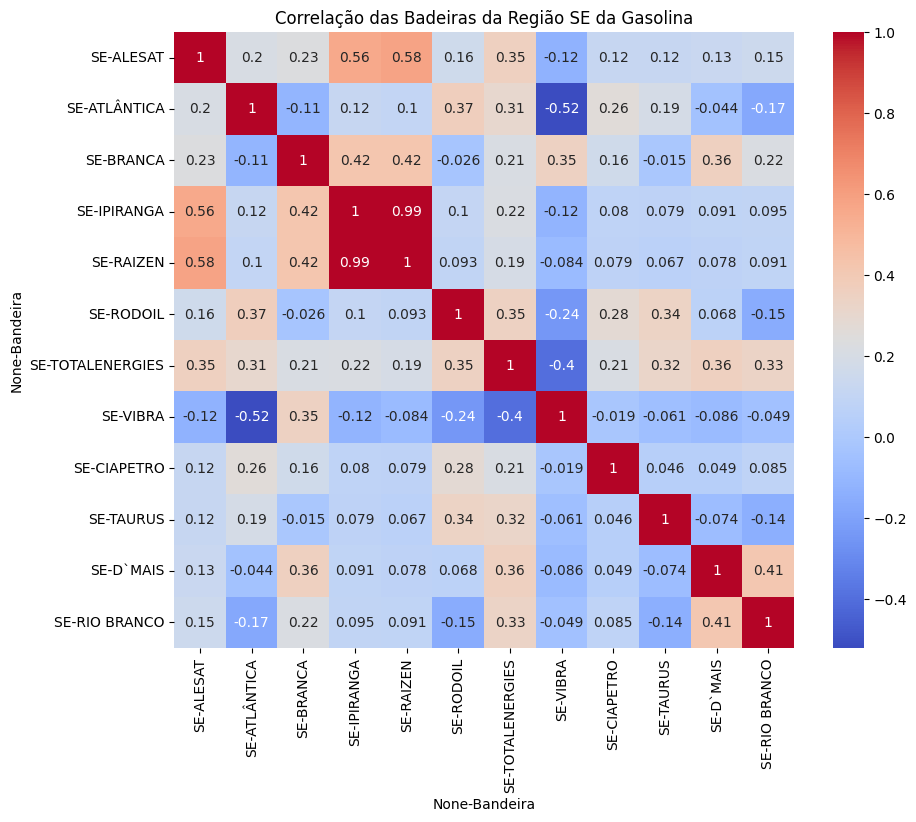 Correlação das Badeiras da Região SE da Gasolina
None-Bandeira
SE-ALESAT 1 0.2 0.23 0.56 0.58 0.16 0.35 -0.12 0.12 0.12 0.13 0.15
SE-ATLÂNTICA 0.2 1 -0.11 0.12 0.1 0.37 0.31 -0.52 0.26 0.19 -0.044 -0.17
SE-BRANCA 0.23 -0.11 1 0.42 0.42 -0.026 0.21 0.35 0.16 -0.015 0.36 0.22
SE-IPIRANGA 0.56 0.12 0.42 1 0.99 0.1 0.22 -0.12 0.08 0.079 0.091 0.095
SE-RAIZEN 0.58 0.1 0.42 0.99 1 0.093 0.19 -0.084 0.079 0.067 0.078 0.091
SE-RODOIL 0.16 0.37 -0.026 0.1 0.093 1 0.35 -0.24 0.28 0.34 0.068 -0.15
SE-TOTALENERGIES 0.35 0.31 0.21 0.22 0.19 0.35 1 -0.4 0.21 0.32 0.36 0.33
SE-VIBRA -0.12 -0.52 0.35 -0.12 -0.084 -0.24 -0.4 1 -0.019 -0.061 -0.086 -0.049
SE-CIAPETRO 0.12 0.26 0.16 0.08 0.079 0.28 0.21 -0.019 1 0.046 0.049 0.085
SE-TAURUS 0.12 0.19 -0.015 0.079 0.067 0.34 0.32 -0.061 0.046 1 -0.074 -0.14
SE-D`MAIS 0.13 -0.044 0.36 0.091 0.078 0.068 0.36 -0.086 0.049 -0.074 1 0.41
SE-RIO BRANCO 0.15 -0.17 0.22 0.095 0.091 -0.15 0.33 -0.049 0.085 -0.14 0.41 1
SE-ALESAT
SE-ATLÂNTICA
SE-BRANCA
SE-IPIRANGA
SE-RAIZEN
SE-RODOIL
SE-TOTALENERGIES
SE-VIBRA
SE-CIAPETRO
SE-TAURUS
SE-D`MAIS
SE-RIO BRANCO
None-Bandeira
1.0
0.8
0.6
0.4
0.2
0.0
−0.2
−0.4